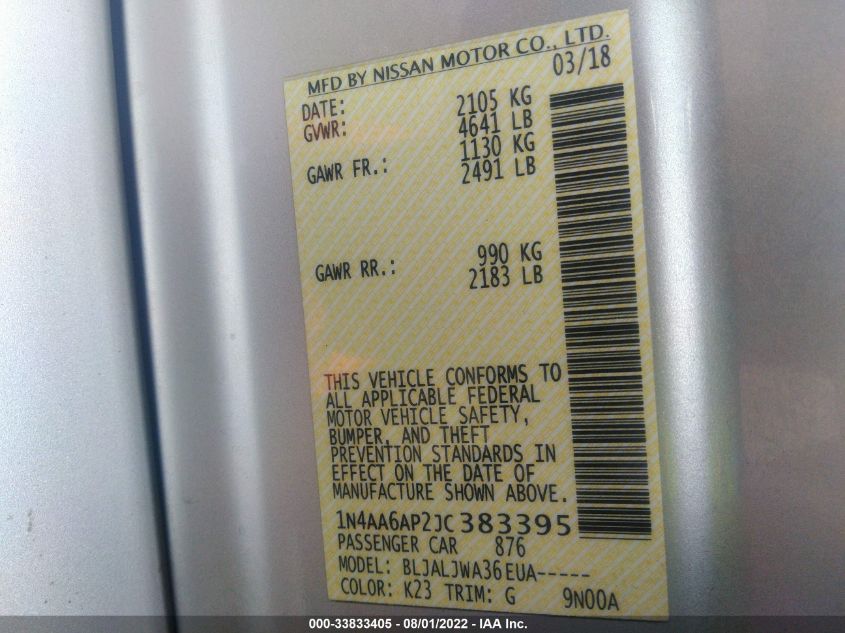 MFD BY NISSAN MOTOR CO., LTD.
DATE: 03/18
GVWR: 2105 KG
4641 LB
GAWR FR.: 1130 KG
2491 LB
GAWR RR.: 990 KG
2183 LB
THIS VEHICLE CONFORMS TO
ALL APPLICABLE FEDERAL
MOTOR VEHICLE SAFETY,
BUMPER, AND THEFT
PREVENTION STANDARDS IN
EFFECT ON THE DATE OF
MANUFACTURE SHOWN ABOVE.
1N4AA6AP2JC383395
PASSENGER CAR 876
MODEL: BLJALJWA36EUA-----
COLOR: K23 TRIM: G 9N00A
000-33833405 - 08/01/2022 - IAA Inc.